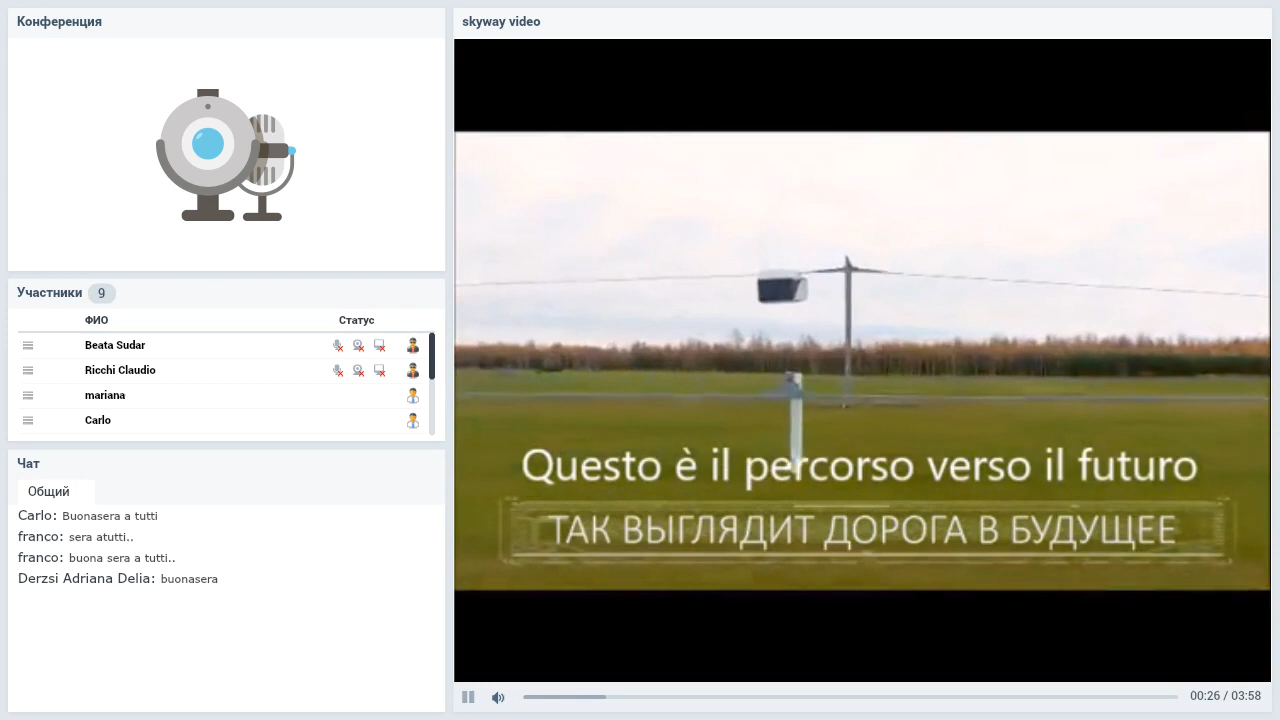 Конференция
Участники 9
ФИО Статус
Beata Sudar
Ricchi Claudio
mariana
Carlo
Чат
Общий
Carlo: Buonasera a tutti
franco: sera atutti..
franco: buona sera a tutti..
Derzsi Adriana Delia: buonasera
skyway video
Questo è il percorso verso il futuro
ТАК ВЫГЛЯДИТ ДОРОГА В БУДУЩЕЕ
00:26 / 03:58